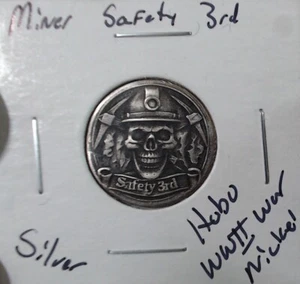 Miner Safety 3rd
Safety 3rd
Silver
Hobo
WWII War
Nickel